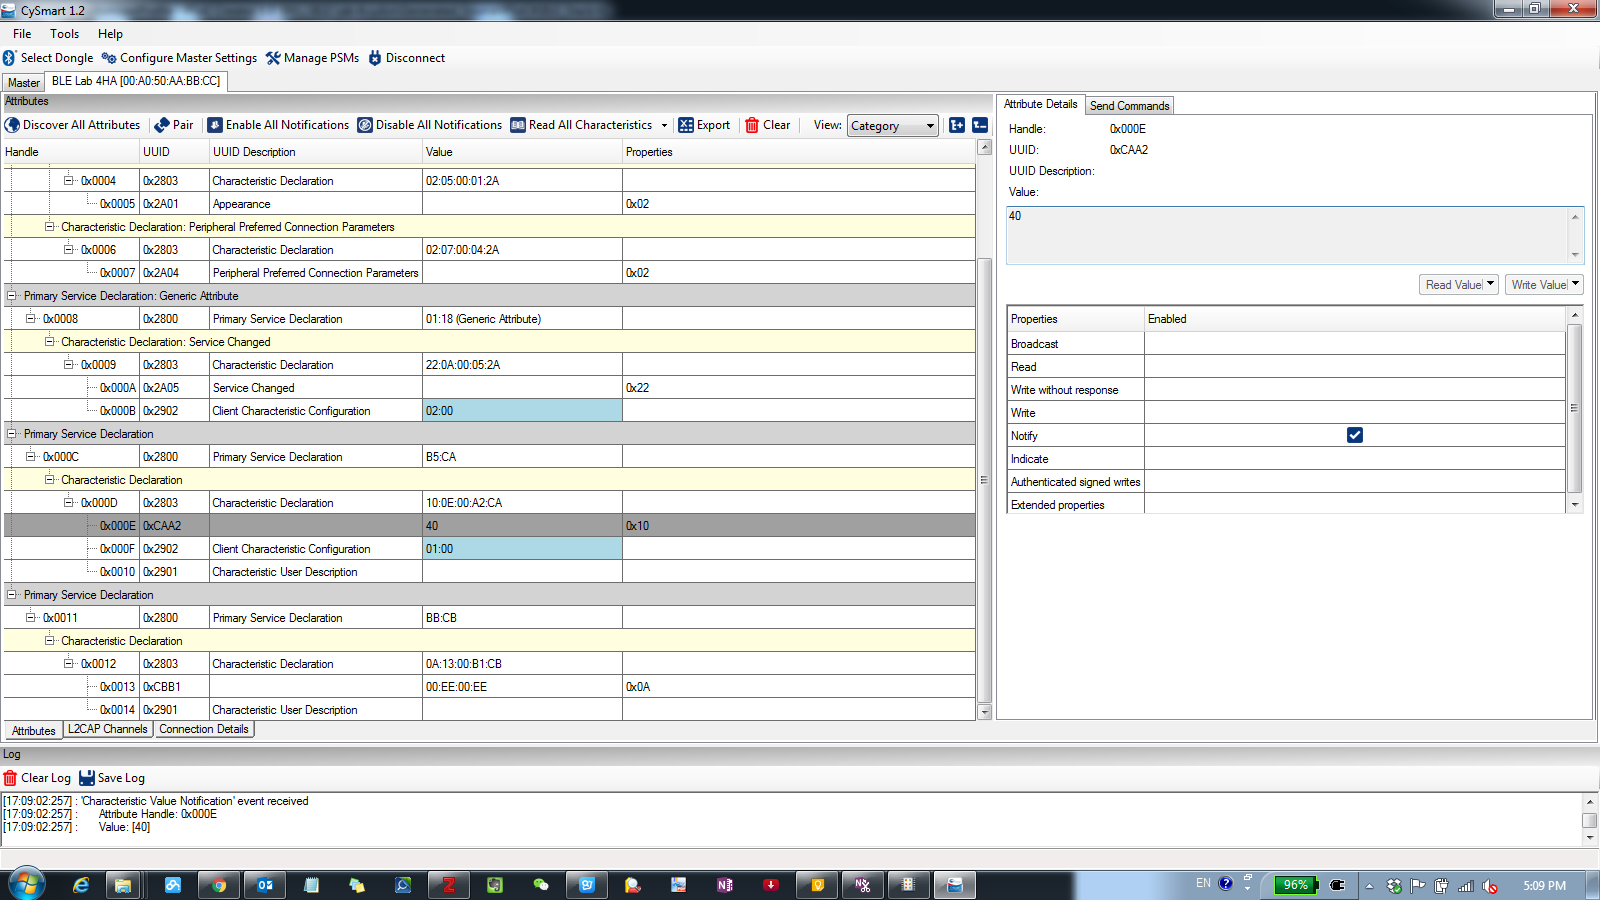 CySmart 1.2
File Tools Help
Select Dongle Configure Master Settings Manage PSMs Disconnect
Master BLE Lab 4HA [00:A0:50:AA:BB:CC]
Attributes
Discover All Attributes Pair Enable All Notifications Disable All Notifications Read All Characteristics Export Clear View: Category
Handle UUID UUID Description Value Properties
0x0004 0x2803 Characteristic Declaration 02:05:00:01:2A
0x0005 0x2A01 Appearance 0x02
Characteristic Declaration: Peripheral Preferred Connection Parameters
0x0006 0x2803 Characteristic Declaration 02:07:00:04:2A
0x0007 0x2A04 Peripheral Preferred Connection Parameters 0x02
Primary Service Declaration: Generic Attribute
0x0008 0x2800 Primary Service Declaration 01:18 (Generic Attribute)
Characteristic Declaration: Service Changed
0x0009 0x2803 Characteristic Declaration 22:0A:00:05:2A
0x000A 0x2A05 Service Changed 0x22
0x000B 0x2902 Client Characteristic Configuration 02:00
Primary Service Declaration
0x000C 0x2800 Primary Service Declaration B5:CA
Characteristic Declaration
0x000D 0x2803 Characteristic Declaration 10:0E:00:A2:CA
0x000E 0xCAA2 40 0x10
0x000F 0x2902 Client Characteristic Configuration 01:00
0x0010 0x2901 Characteristic User Description
Primary Service Declaration
0x0011 0x2800 Primary Service Declaration BB:CB
Characteristic Declaration
0x0012 0x2803 Characteristic Declaration 0A:13:00:B1:CB
0x0013 0xCBB1 00:EE:00:EE 0x0A
0x0014 0x2901 Characteristic User Description
Attributes L2CAP Channels Connection Details
Attribute Details Send Commands
Handle: 0x000E
UUID: 0xCAA2
UUID Description:
Value:
40
Read Value Write Value
Properties Enabled
Broadcast
Read
Write without response
Write
Notify
Indicate
Authenticated signed writes
Extended properties
Log
Clear Log Save Log
[17:09:02:257] : 'Characteristic Value Notification' event received
[17:09:02:257] : Attribute Handle: 0x000E
[17:09:02:257] : Value: [40]
EN 96% 5:09 PM